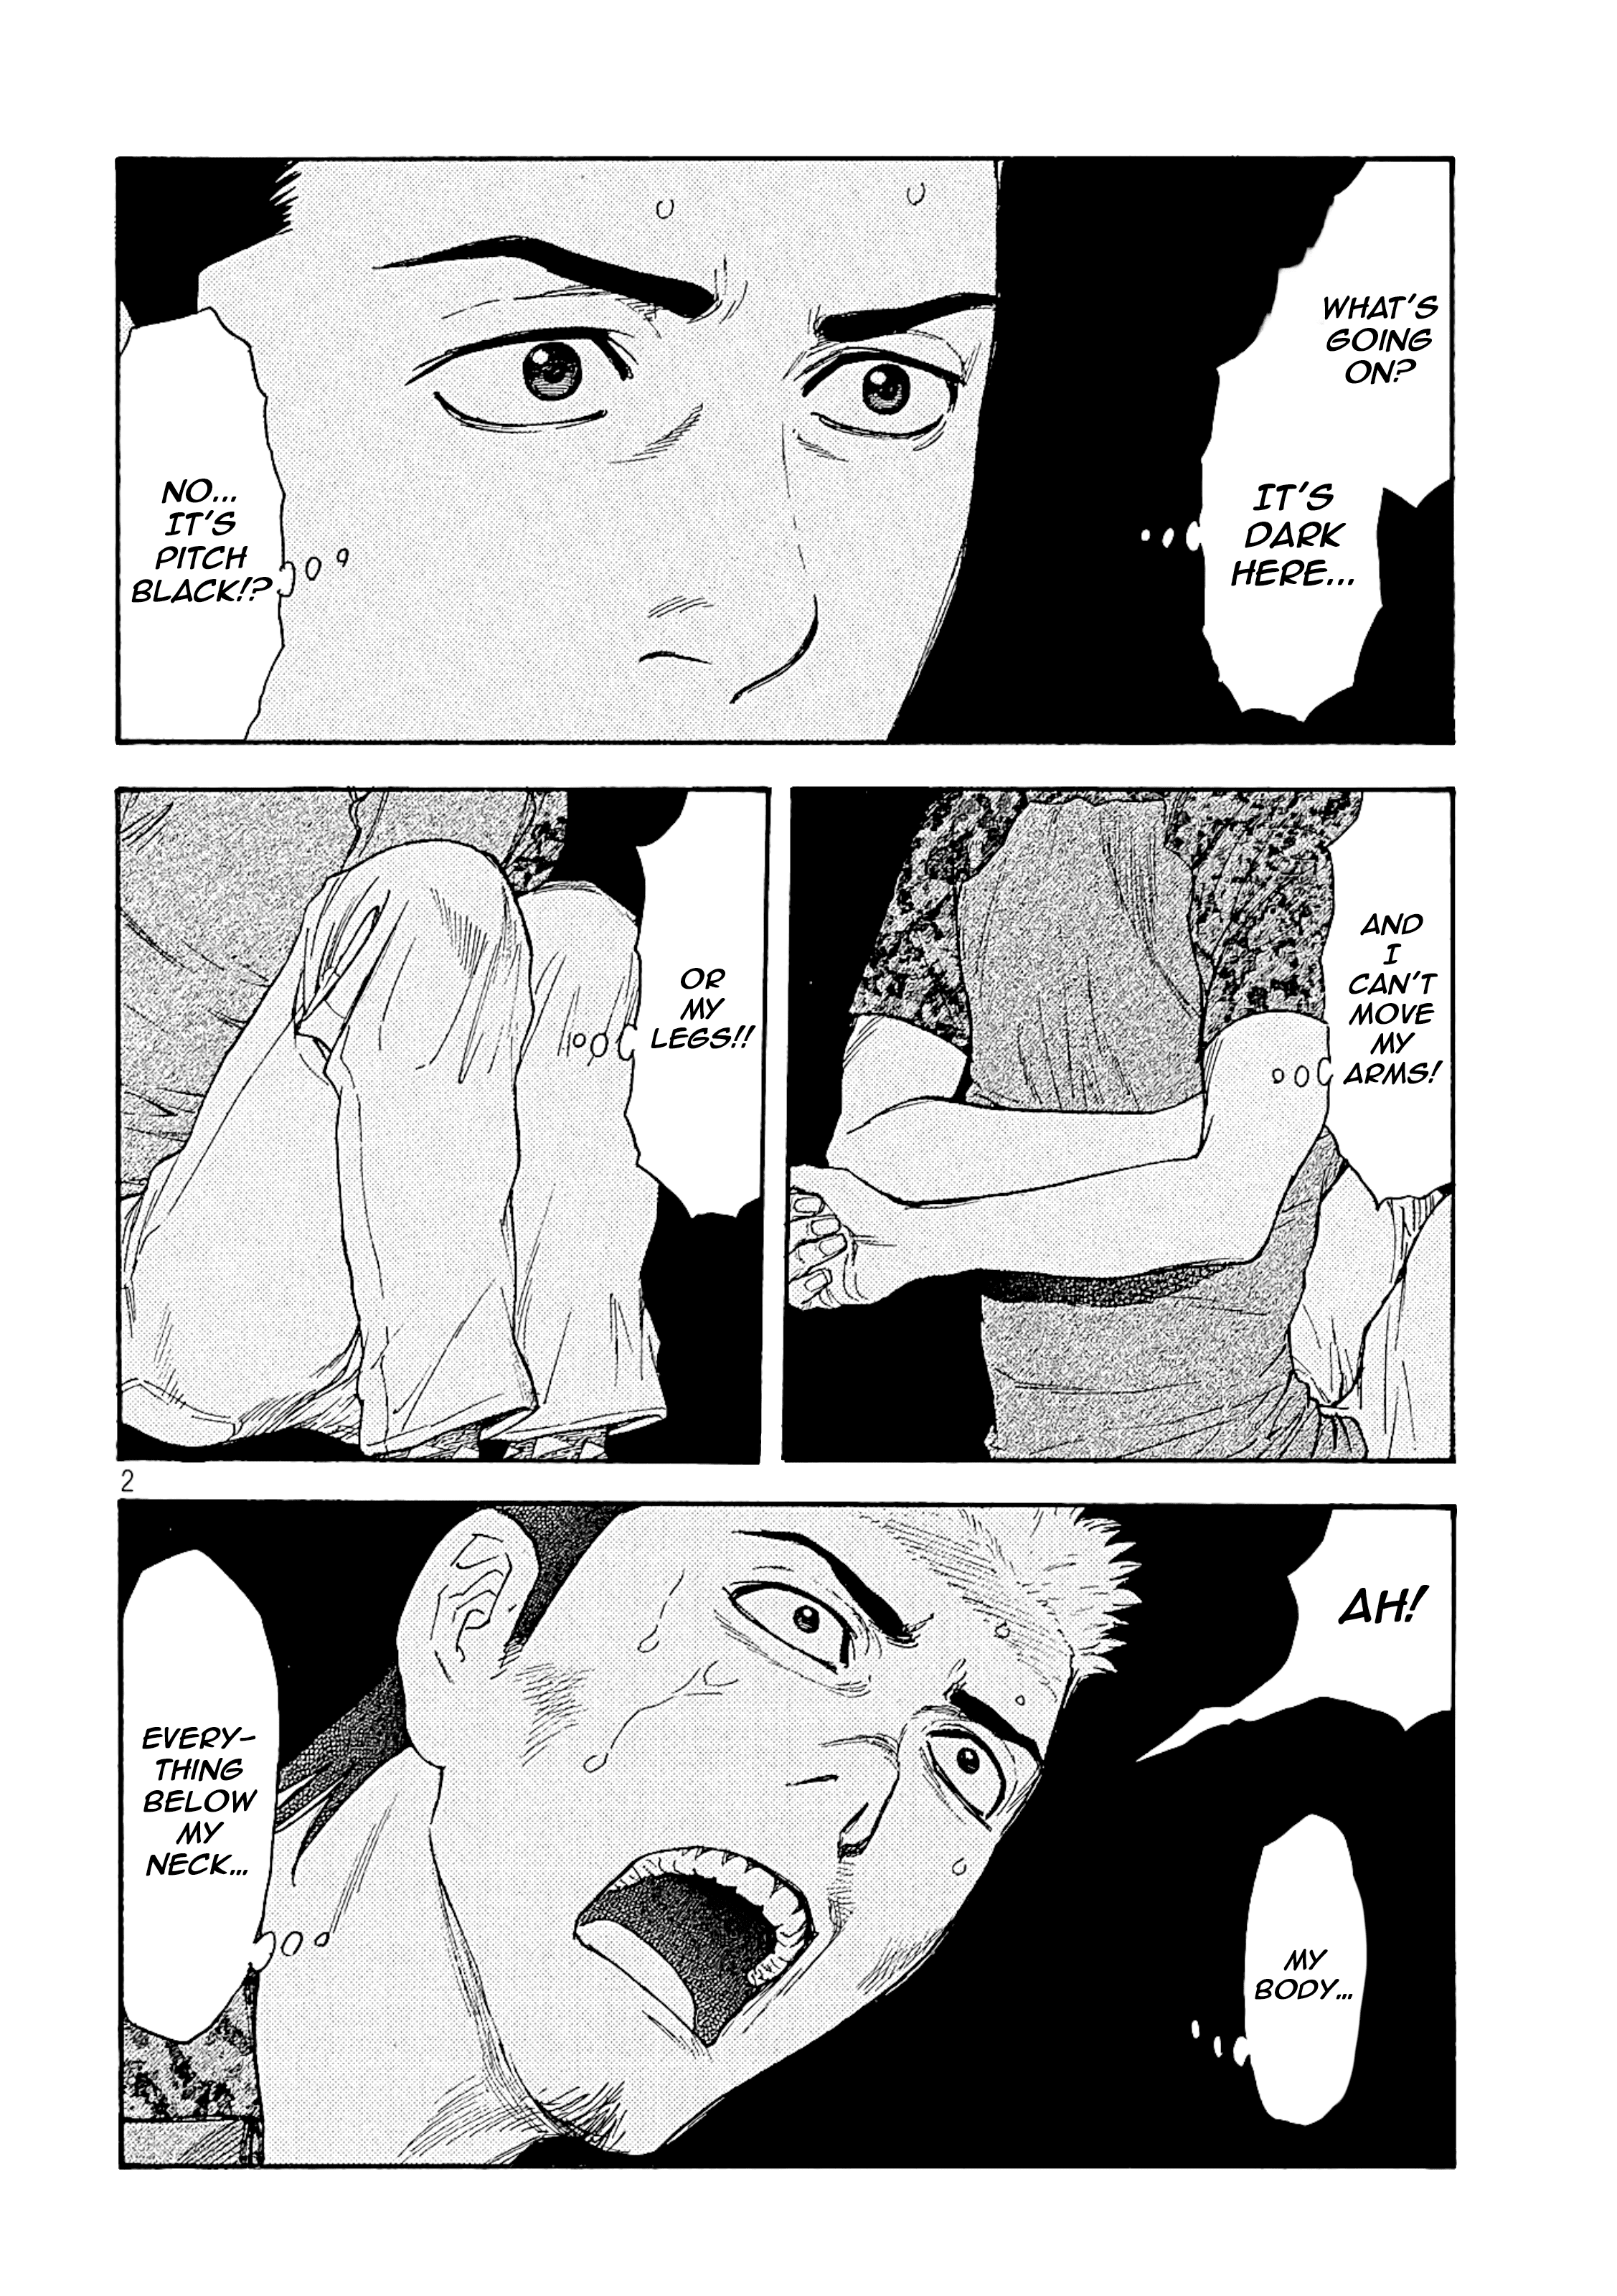 WHAT'S
GOING
ON?
IT'S
DARK
HERE...
NO...
IT'S
PITCH
BLACK!?
AND
I
CAN'T
MOVE
MY
ARMS!
OR
MY
LEGS!!
2
AH!
MY
BODY...
EVERY-
THING
BELOW
MY
NECK...